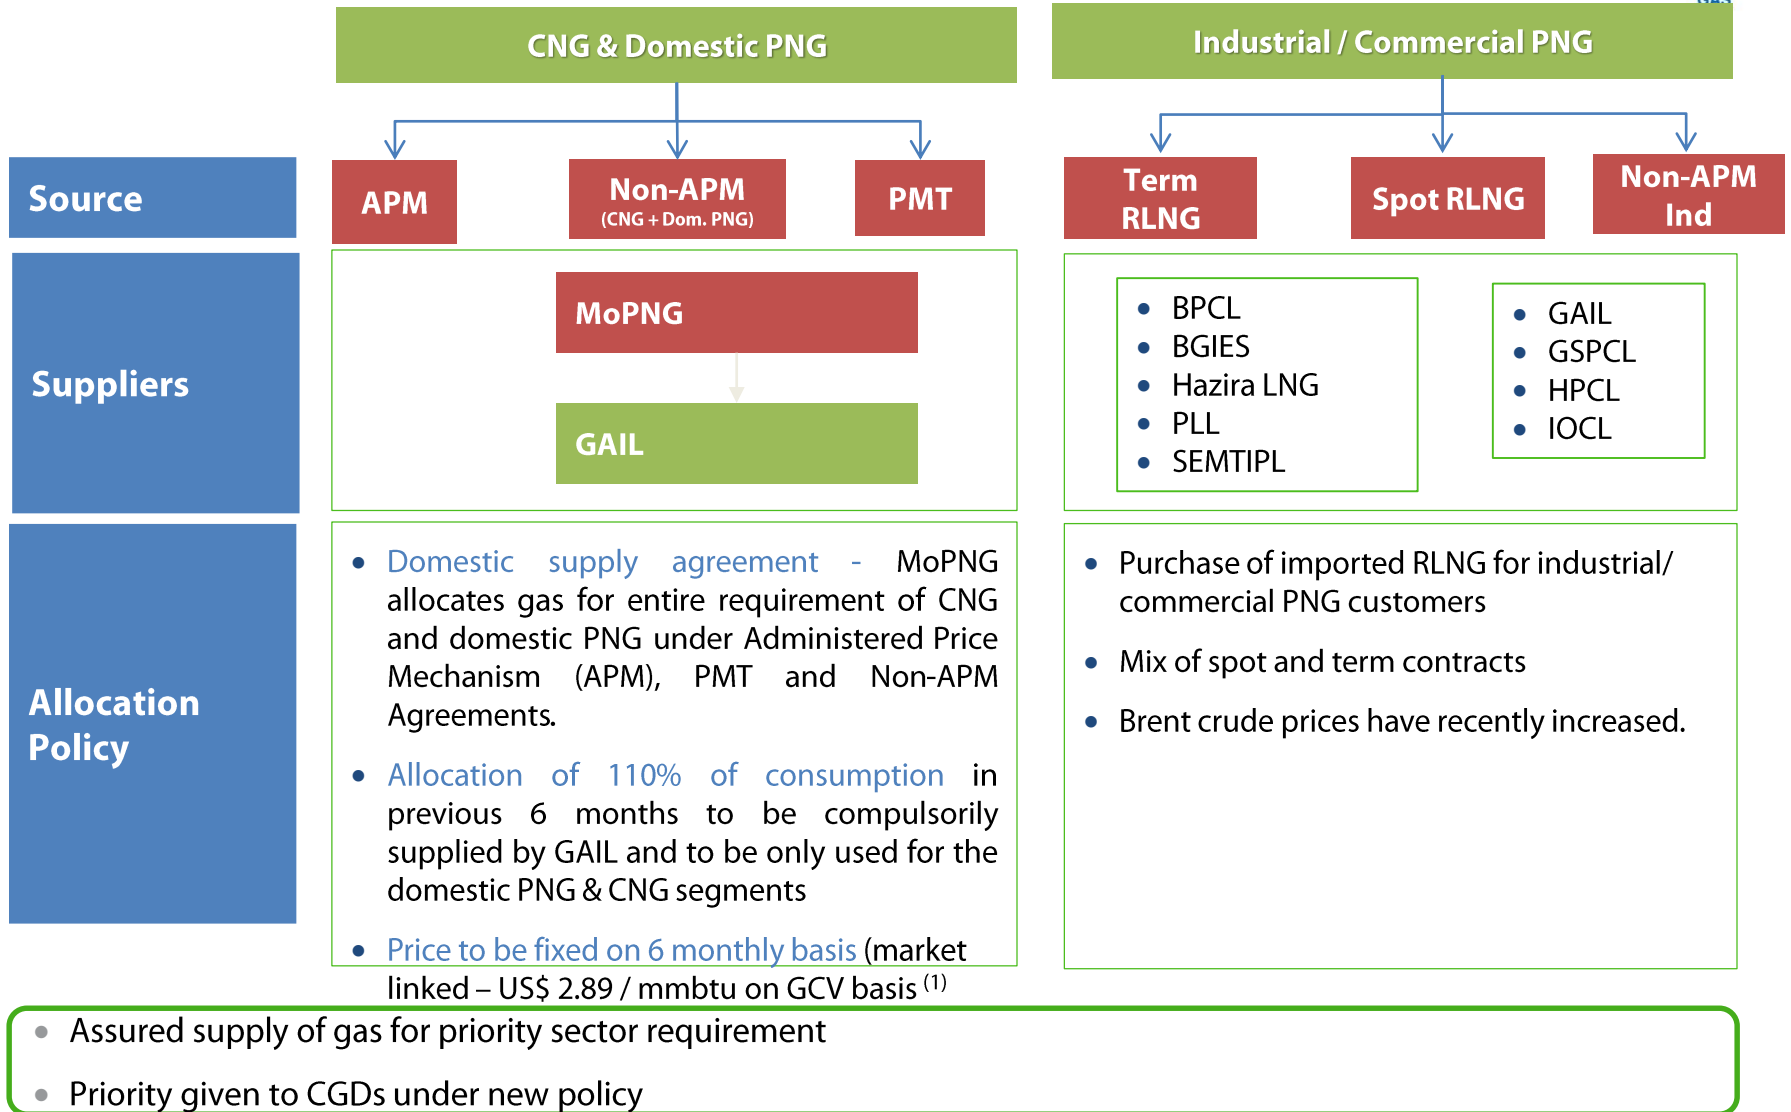 GAS
CNG & Domestic PNG
Industrial / Commercial PNG
Source
APM
Non-APM
(CNG + Dom. PNG)
PMT
Term
RLNG
Spot RLNG
Non-APM
Ind
Suppliers
MoPNG
GAIL
• BPCL
• BGIES
• Hazira LNG
• PLL
• SEMTIPL
• GAIL
• GSPCL
• HPCL
• IOCL
Allocation
Policy
• Domestic supply agreement - MoPNG
allocates gas for entire requirement of CNG
and domestic PNG under Administered Price
Mechanism (APM), PMT and Non-APM
Agreements.
• Allocation of 110% of consumption in
previous 6 months to be compulsorily
supplied by GAIL and to be only used for the
domestic PNG & CNG segments
• Price to be fixed on 6 monthly basis (market
linked – US$ 2.89 / mmbtu on GCV basis (1)
• Purchase of imported RLNG for industrial/
commercial PNG customers
• Mix of spot and term contracts
• Brent crude prices have recently increased.
• Assured supply of gas for priority sector requirement
• Priority given to CGDs under new policy